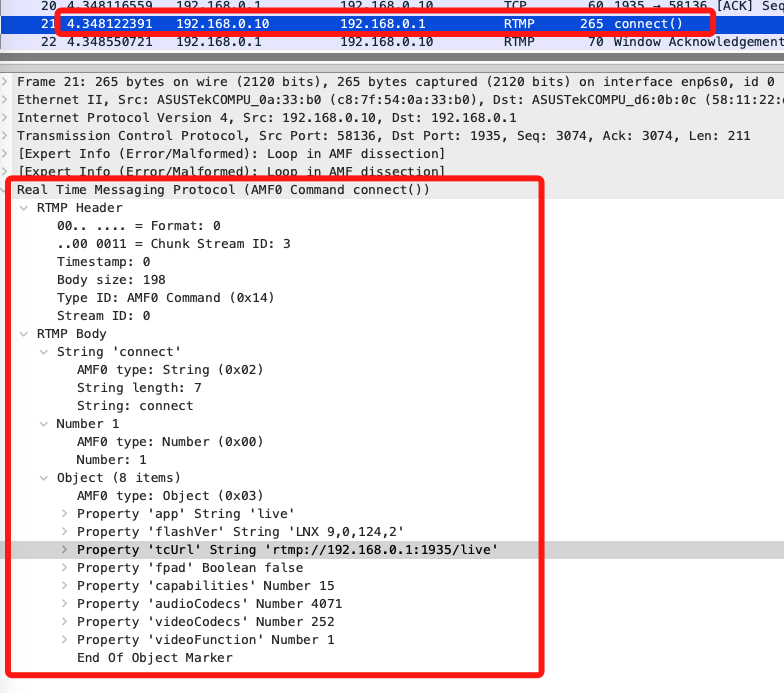 20 4.348116559 192.168.0.1 192.168.0.10 TCP 60 1935 → 58136 [ACK] Seq
21 4.348122391 192.168.0.10 192.168.0.1 RTMP 265 connect()
22 4.348550721 192.168.0.1 192.168.0.10 RTMP 70 Window Acknowledgement
Frame 21: 265 bytes on wire (2120 bits), 265 bytes captured (2120 bits) on interface enp6s0, id 0
Ethernet II, Src: ASUSTekCOMPU_0a:33:b0 (c8:7f:54:0a:33:b0), Dst: ASUSTekCOMPU_d6:0b:0c (58:11:22:
Internet Protocol Version 4, Src: 192.168.0.10, Dst: 192.168.0.1
Transmission Control Protocol, Src Port: 58136, Dst Port: 1935, Seq: 3074, Ack: 3074, Len: 211
[Expert Info (Error/Malformed): Loop in AMF dissection]
[Expert Info (Error/Malformed): Loop in AMF dissection]
Real Time Messaging Protocol (AMF0 Command connect())
RTMP Header
00.. .... = Format: 0
..00 0011 = Chunk Stream ID: 3
Timestamp: 0
Body size: 198
Type ID: AMF0 Command (0x14)
Stream ID: 0
RTMP Body
String 'connect'
AMF0 type: String (0x02)
String length: 7
String: connect
Number 1
AMF0 type: Number (0x00)
Number: 1
Object (8 items)
AMF0 type: Object (0x03)
Property 'app' String 'live'
Property 'flashVer' String 'LNX 9,0,124,2'
Property 'tcUrl' String 'rtmp://192.168.0.1:1935/live'
Property 'fpad' Boolean false
Property 'capabilities' Number 15
Property 'audioCodecs' Number 4071
Property 'videoCodecs' Number 252
Property 'videoFunction' Number 1
End Of Object Marker